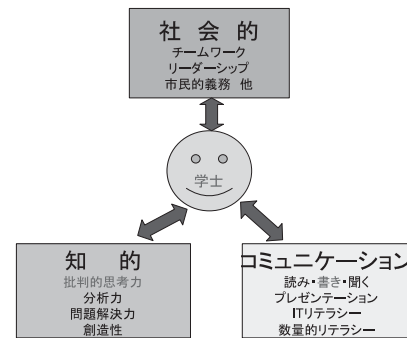 社 会 的
チームワーク
リーダーシップ
市民的義務 他
学士
知 的
批判的思考力
分析力
問題解決力
創造性
コミュニケーション
読み・書き・聞く
プレゼンテーション
ITリテラシー
数量的リテラシー